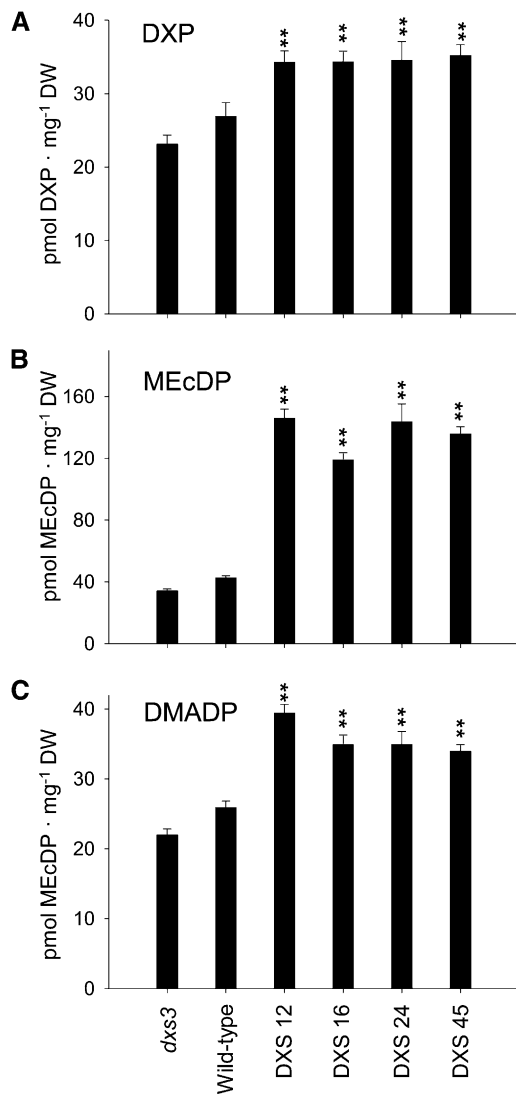 A
DXP
pmol DXP · mg⁻¹ DW
40
30
20
10
0
** ** ** **
B
MEcDP
pmol MEcDP · mg⁻¹ DW
160
120
80
40
0
** ** ** **
C
DMADP
pmol MEcDP · mg⁻¹ DW
40
30
20
10
0
** ** ** **
dxs3
Wild-type
DXS 12
DXS 16
DXS 24
DXS 45